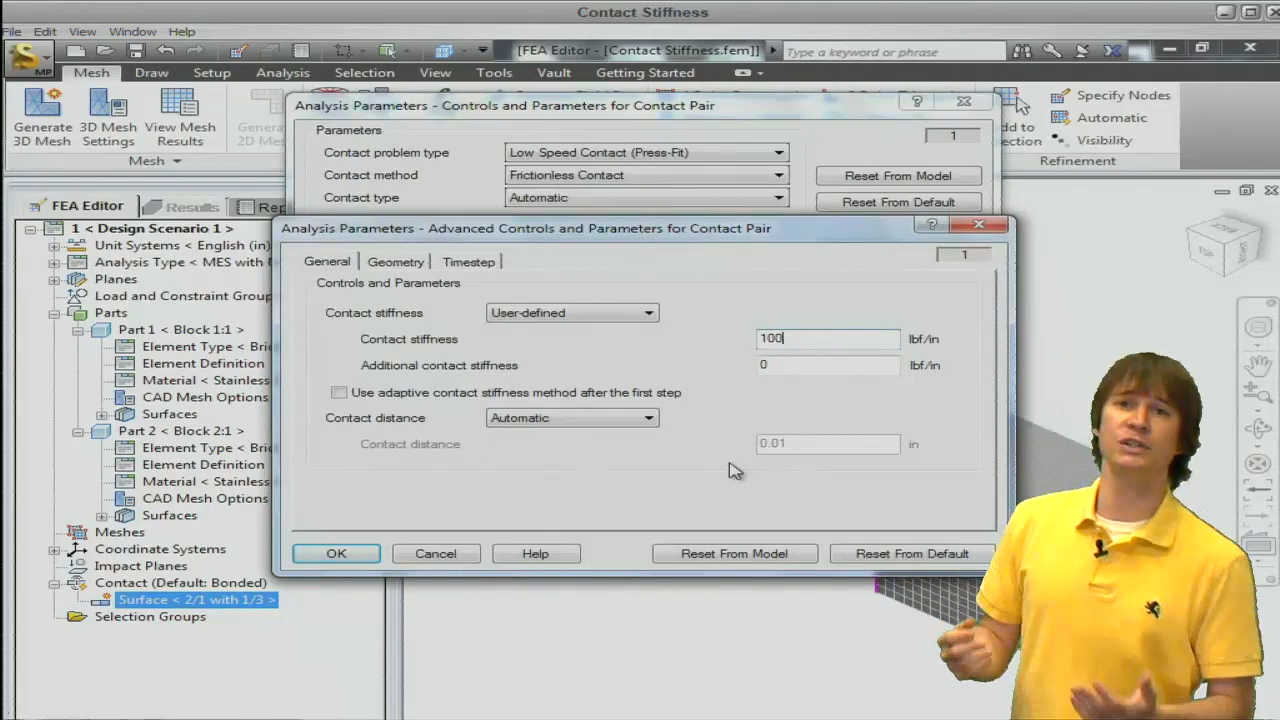 Contact Stiffness
File Edit View Window Help
[FEA Editor - [Contact Stiffness.fem]]
Type a keyword or phrase
MP
Mesh Draw Setup Analysis Selection View Tools Vault Getting Started
Generate 3D Mesh
3D Mesh Settings
View Mesh Results
Mesh
Specify Nodes
Automatic
Visibility
Refinement
Analysis Parameters - Controls and Parameters for Contact Pair
Parameters
1
Contact problem type Low Speed Contact (Press-Fit)
Contact method Frictionless Contact Reset From Model
Contact type Automatic Reset From Default
FEA Editor Results
TOP
1 < Design Scenario 1 >
Unit Systems < English (in)
Analysis Type < MES with
Planes
Load and Constraint Group
Parts
Part 1 < Block 1:1 >
Element Type < Bric
Element Definition
Material < Stainless
CAD Mesh Options
Surfaces
Part 2 < Block 2:1 >
Element Type < Bric
Element Definition
Material < Stainless
CAD Mesh Options
Surfaces
Meshes
Coordinate Systems
Impact Planes
Contact (Default: Bonded)
Surface < 2/1 with 1/3 >
Selection Groups
Analysis Parameters - Advanced Controls and Parameters for Contact Pair
General Geometry Timestep
1
Controls and Parameters
Contact stiffness User-defined
Contact stiffness 100 lbf/in
Additional contact stiffness 0 lbf/in
Use adaptive contact stiffness method after the first step
Contact distance Automatic
Contact distance 0.01 in
OK Cancel Help Reset From Model Reset From Default